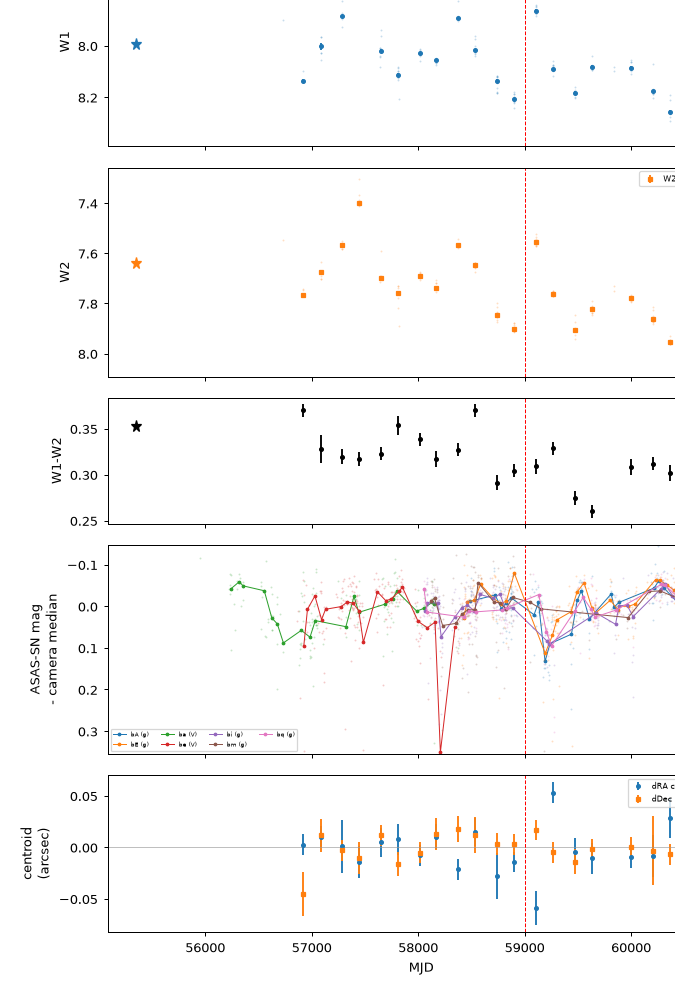 W1
8.0
8.2
W2
7.4
7.6
7.8
8.0
W2
W1-W2
0.35
0.30
0.25
ASAS-SN mag
- camera median
−0.1
0.0
0.1
0.2
0.3
bA (g)
bE (g)
ba (V)
be (V)
bi (g)
bm (g)
bq (g)
centroid
(arcsec)
0.05
0.00
−0.05
dRA c
dDec
56000 57000 58000 59000 60000
MJD